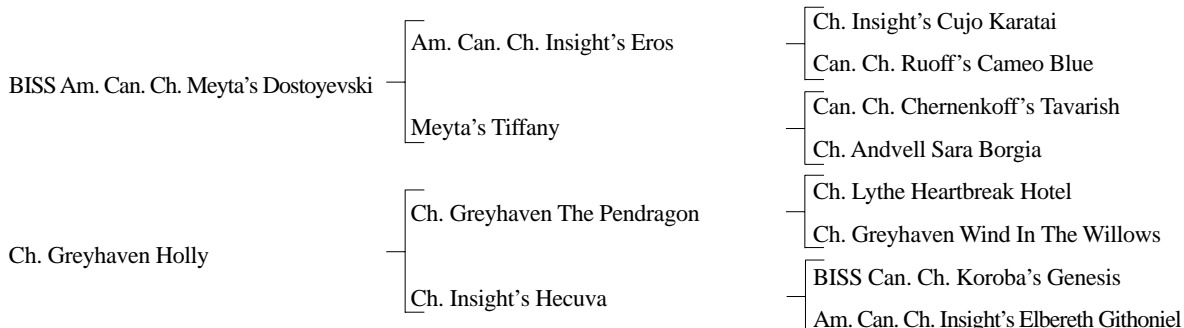 Ch. Insight's Cujo Karatai
Am. Can. Ch. Insight's Eros
Can. Ch. Ruoff's Cameo Blue
BISS Am. Can. Ch. Meyta's Dostoyevski
Can. Ch. Chernenkoff's Tavarish
Meyta's Tiffany
Ch. Andvell Sara Borgia
Ch. Lythe Heartbreak Hotel
Ch. Greyhaven The Pendragon
Ch. Greyhaven Wind In The Willows
Ch. Greyhaven Holly
BISS Can. Ch. Koroba's Genesis
Ch. Insight's Hecuva
Am. Can. Ch. Insight's Elbereth Githoniel